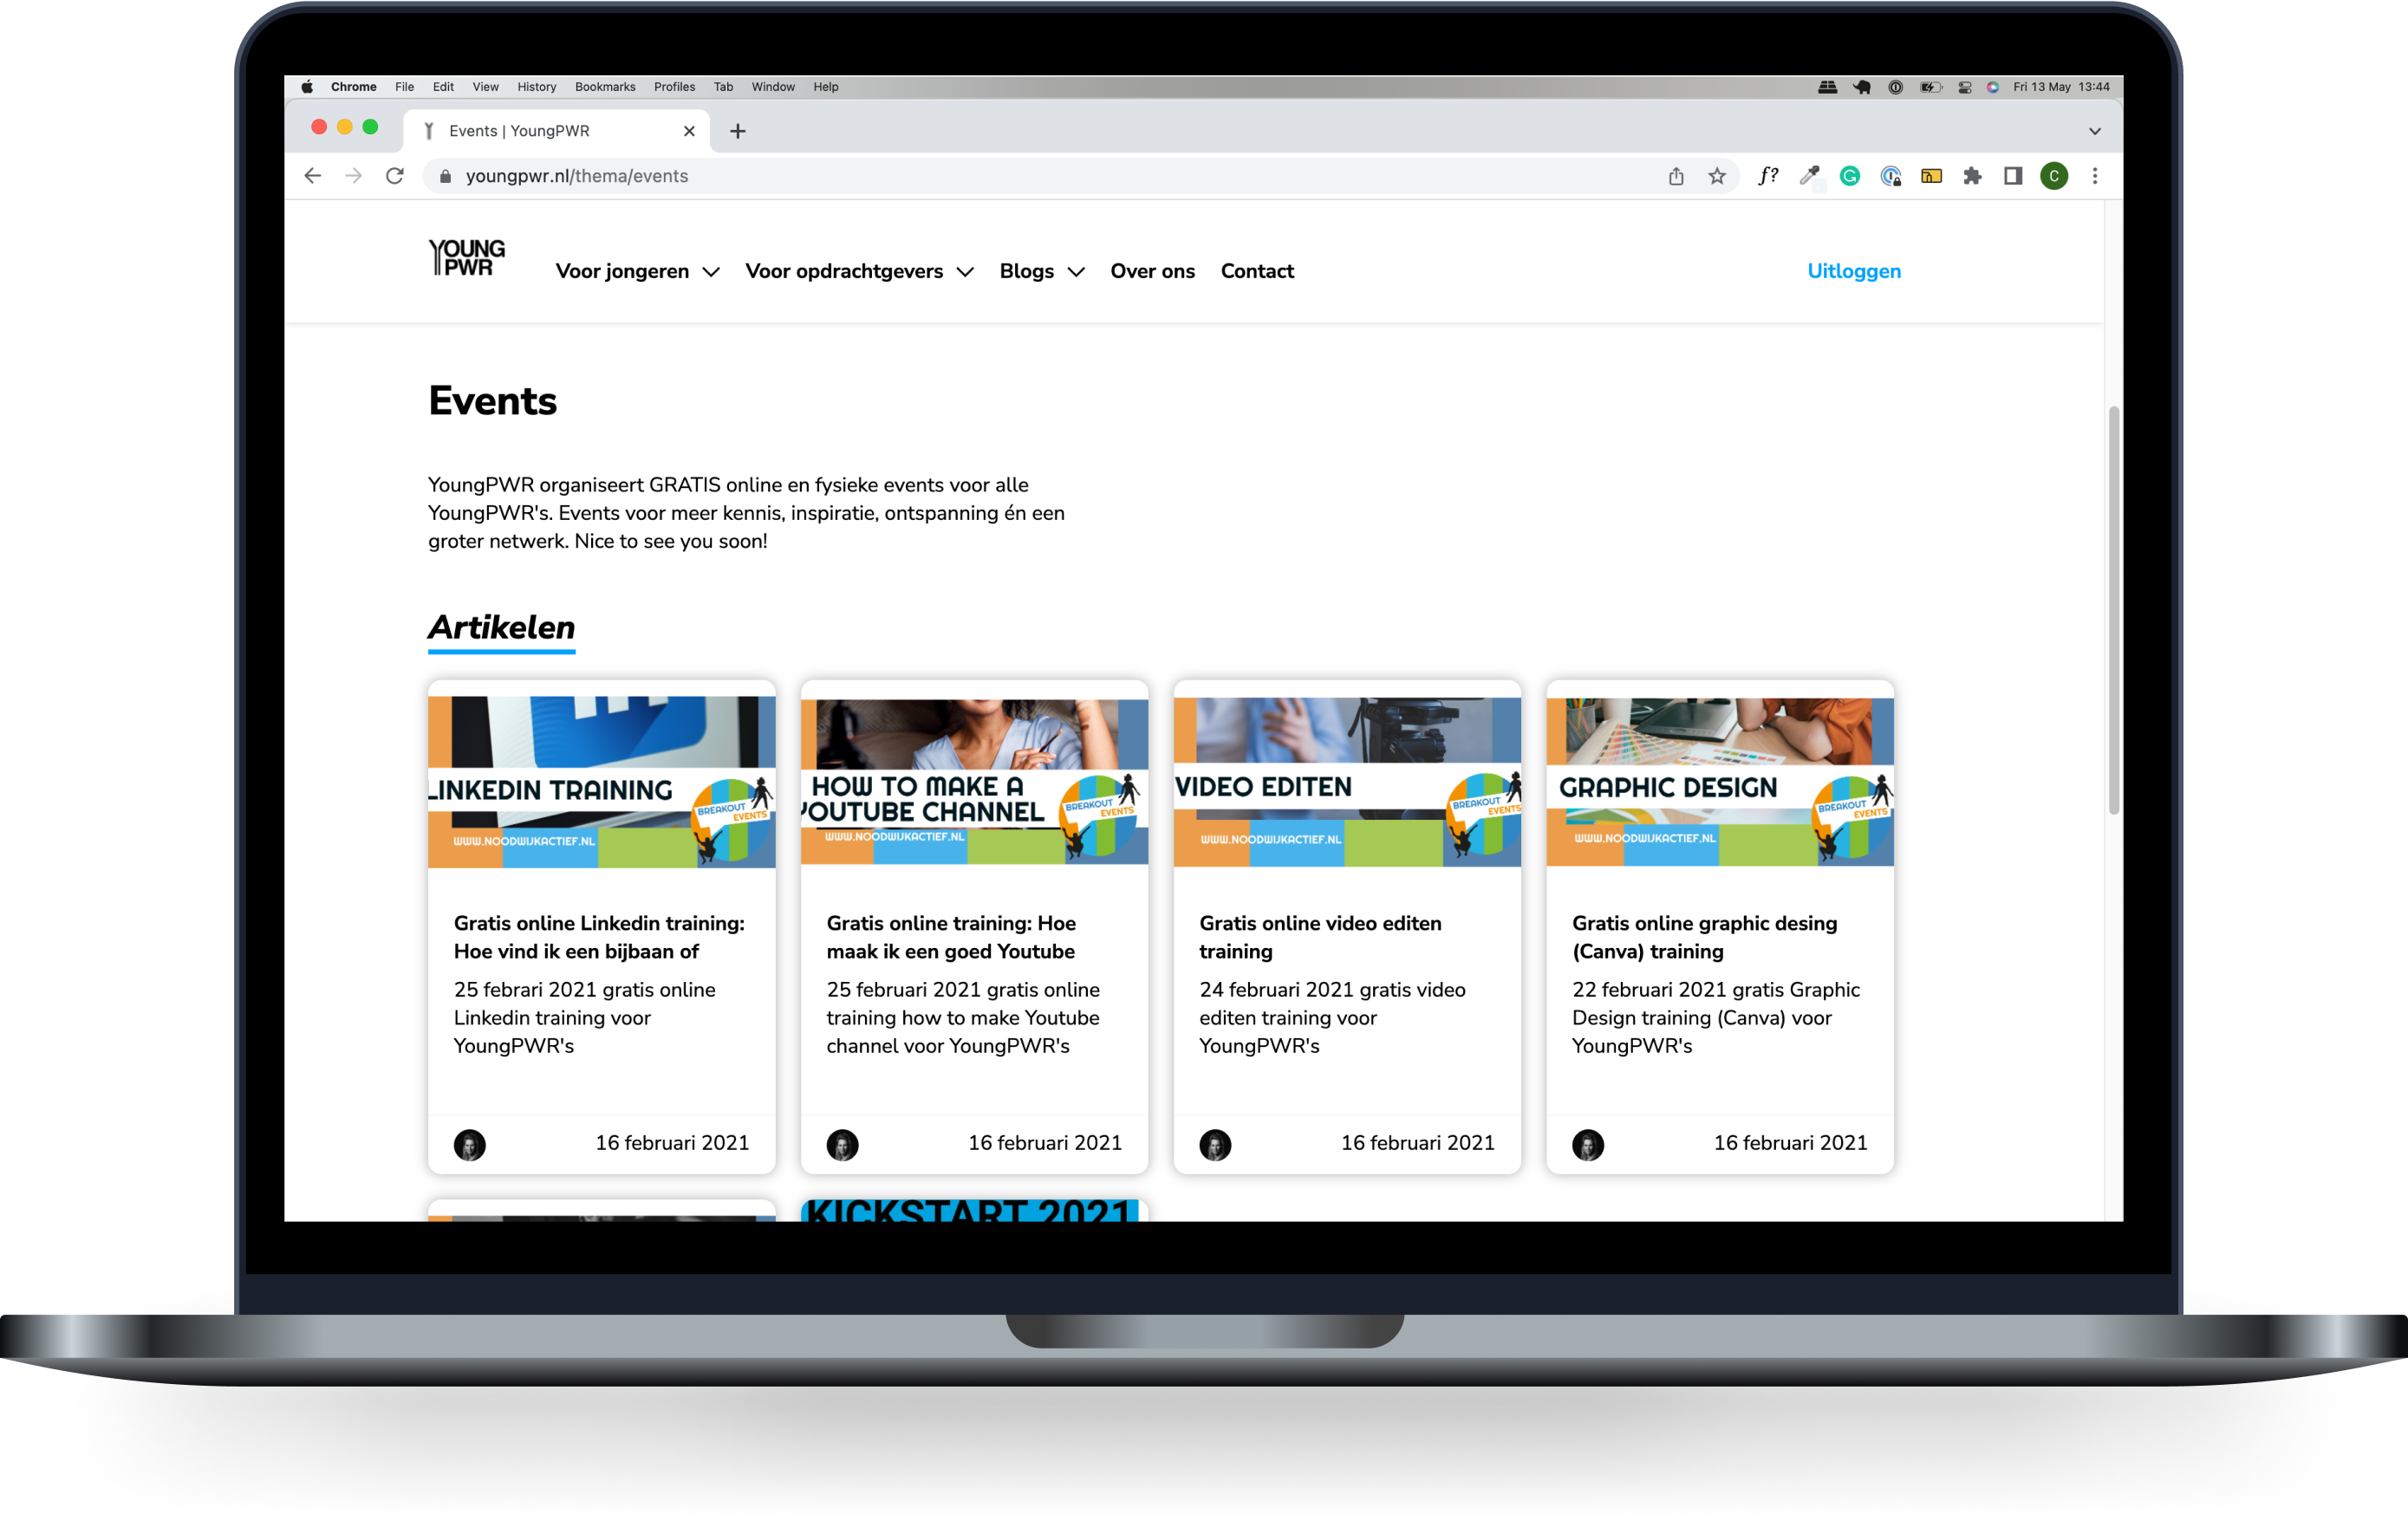 Chrome File Edit View History Bookmarks Profiles Tab Window Help Fri 13 May 13:44
Events | YoungPWR
youngpwr.nl/thema/events
f? C
YOUNG
PWR
Voor jongeren Voor opdrachtgevers Blogs Over ons Contact Uitloggen
Events
YoungPWR organiseert GRATIS online en fysieke events voor alle
YoungPWR's. Events voor meer kennis, inspiratie, ontspanning én een
groter netwerk. Nice to see you soon!
Artikelen
LINKEDIN TRAINING
BREAKOUT
EVENTS
WWW.NOODWIJKACTIEF.NL
Gratis online Linkedin training:
Hoe vind ik een bijbaan of
25 februari 2021 gratis online
Linkedin training voor
YoungPWR's
16 februari 2021
HOW TO MAKE A
YOUTUBE CHANNEL
BREAKOUT
EVENTS
WWW.NOODWIJKACTIEF.NL
Gratis online training: Hoe
maak ik een goed Youtube
25 februari 2021 gratis online
training how to make Youtube
channel voor YoungPWR's
16 februari 2021
VIDEO EDITEN
BREAKOUT
EVENTS
WWW.NOODWIJKACTIEF.NL
Gratis online video editen
training
24 februari 2021 gratis video
editen training voor
YoungPWR's
16 februari 2021
GRAPHIC DESIGN
BREAKOUT
EVENTS
WWW.NOODWIJKACTIEF.NL
Gratis online graphic desing
(Canva) training
22 februari 2021 gratis Graphic
Design training (Canva) voor
YoungPWR's
16 februari 2021
KICKSTART 2021